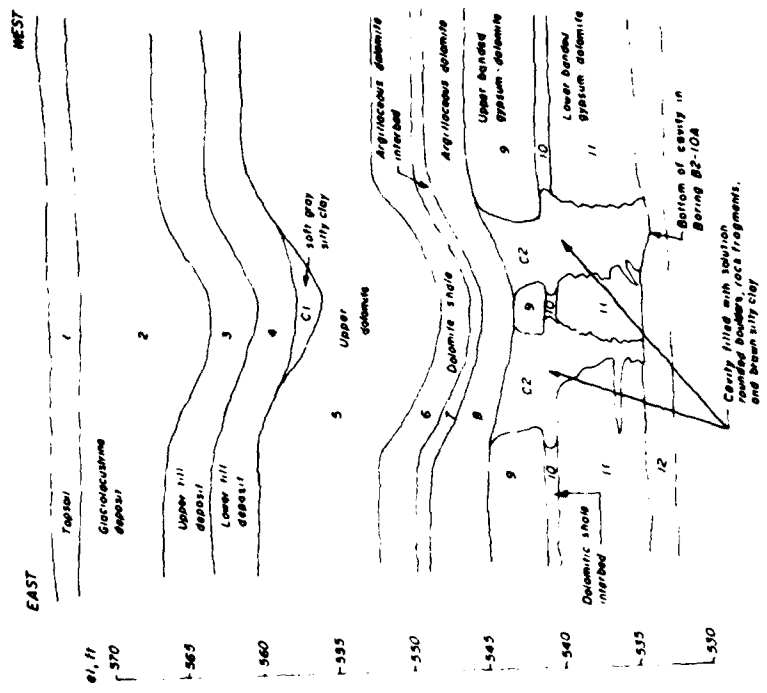 EAST
WEST
el, ft
570
565
560
555
550
545
540
535
530
Topsoil
1
Glaciolacustrine
deposit
2
Upper till
deposit
3
Lower till
deposit
4
C1
soft gray
silty clay
Upper
dolomite
5
Argillaceous dolomite
interbed
6
Dolomite shale
7
Argillaceous dolomite
8
Upper banded
gypsum-dolomite
9
9
9
C2
C2
10
10
10
Lower banded
gypsum-dolomite
11
11
11
12
Dolomitic shale
interbed
Bottom of cavity in
Boring B2-10A
Cavity filled with solution
rounded boulders, rock fragments,
and brown silty clay